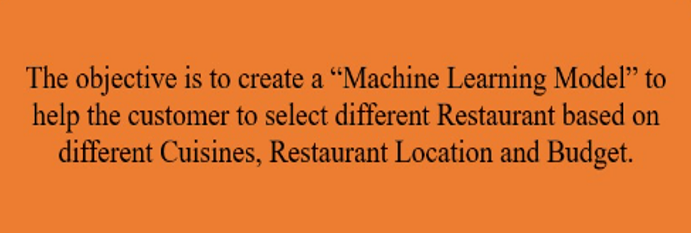 The objective is to create a “Machine Learning Model” to
help the customer to select different Restaurant based on
different Cuisines, Restaurant Location and Budget.